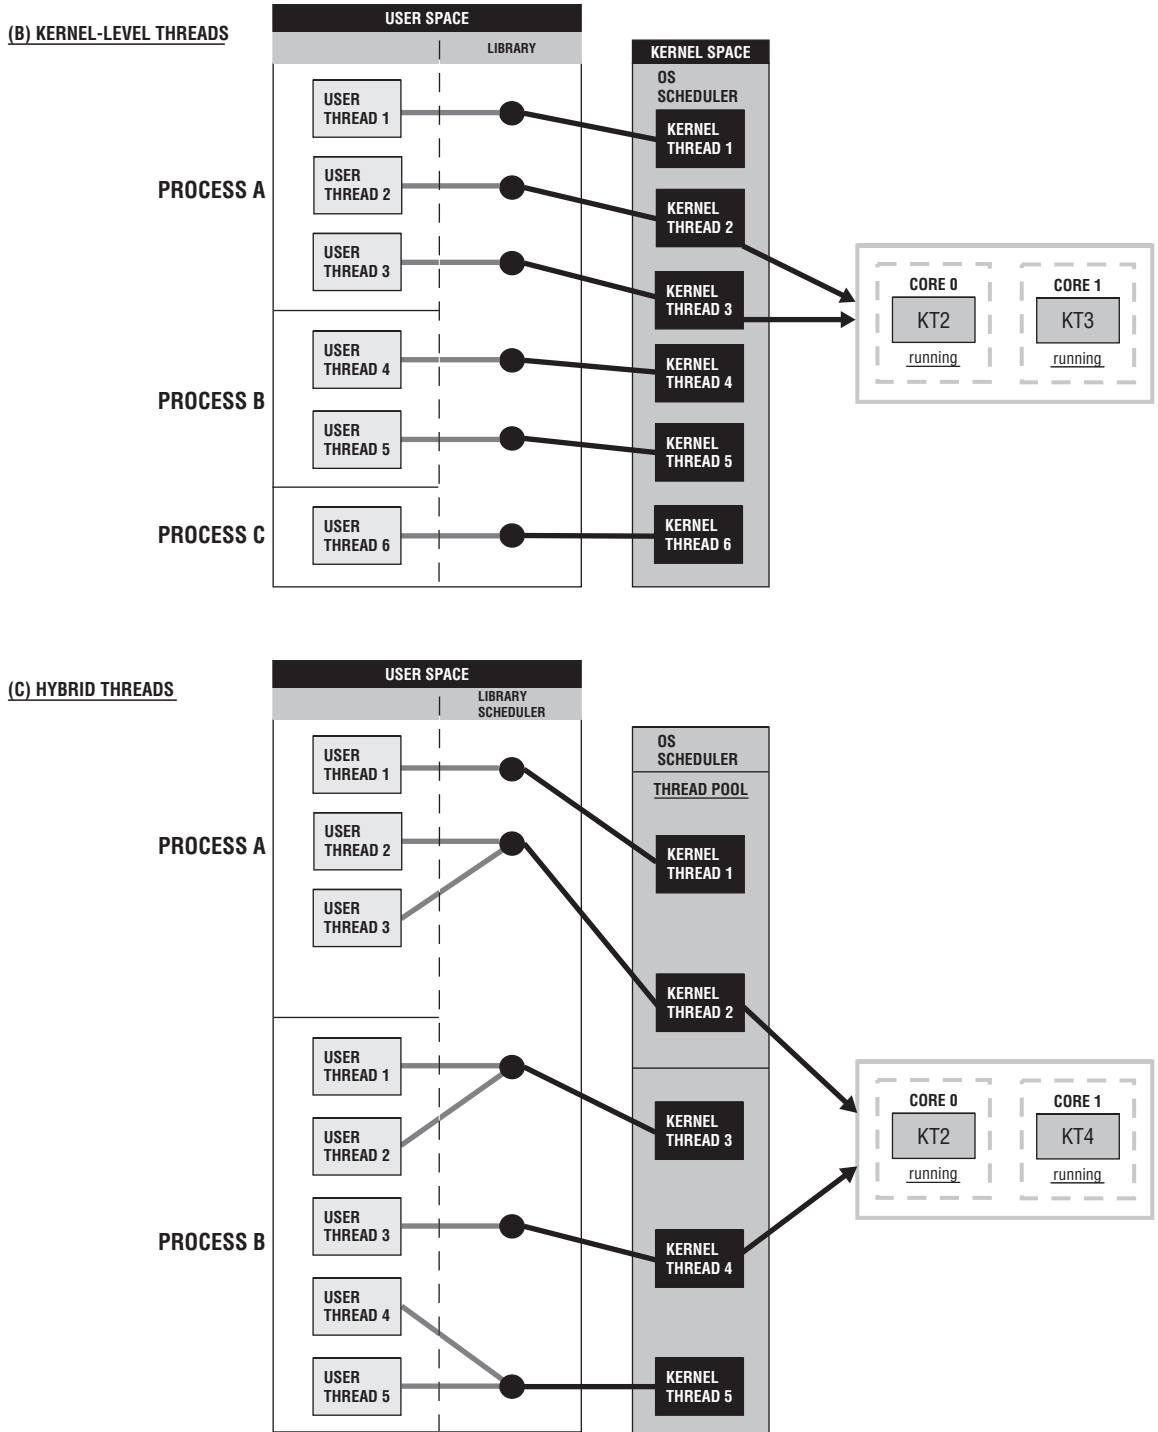 (B) KERNEL-LEVEL THREADS
USER SPACE
LIBRARY
KERNEL SPACE
OS
SCHEDULER
PROCESS A
USER
THREAD 1
USER
THREAD 2
USER
THREAD 3
PROCESS B
USER
THREAD 4
USER
THREAD 5
PROCESS C
USER
THREAD 6
KERNEL
THREAD 1
KERNEL
THREAD 2
KERNEL
THREAD 3
KERNEL
THREAD 4
KERNEL
THREAD 5
KERNEL
THREAD 6
CORE 0
KT2
running
CORE 1
KT3
running
(C) HYBRID THREADS
USER SPACE
LIBRARY
SCHEDULER
OS
SCHEDULER
THREAD POOL
PROCESS A
USER
THREAD 1
USER
THREAD 2
USER
THREAD 3
PROCESS B
USER
THREAD 1
USER
THREAD 2
USER
THREAD 3
USER
THREAD 4
USER
THREAD 5
KERNEL
THREAD 1
KERNEL
THREAD 2
KERNEL
THREAD 3
KERNEL
THREAD 4
KERNEL
THREAD 5
CORE 0
KT2
running
CORE 1
KT4
running